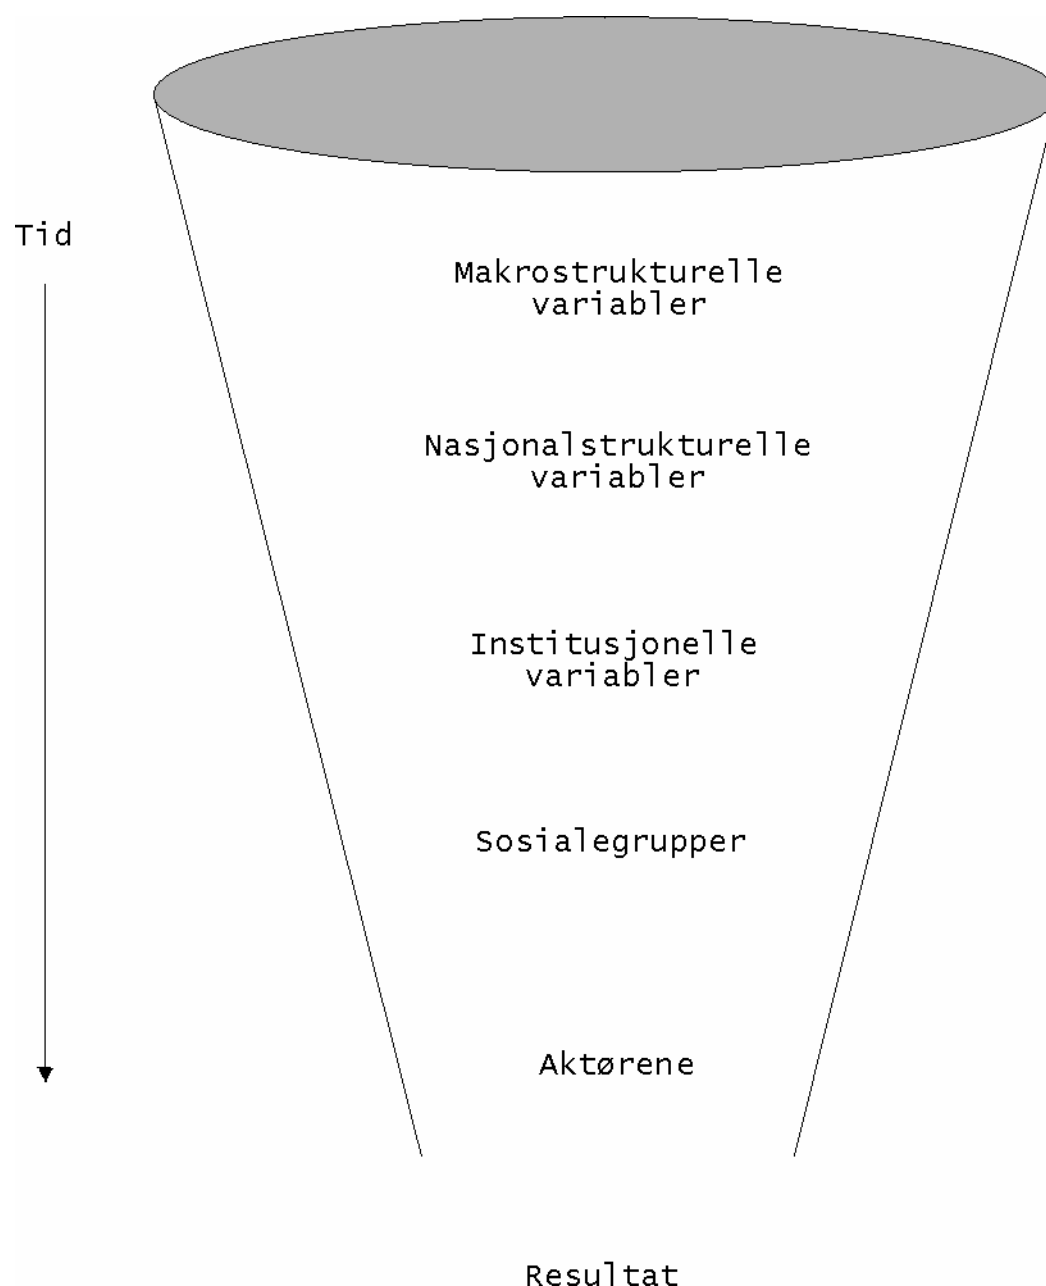 Tid
Makrostrukturelle
variabler
Nasjonalstrukturelle
variabler
Institusjonelle
variabler
Sosialegrupper
Aktørene
Resultat